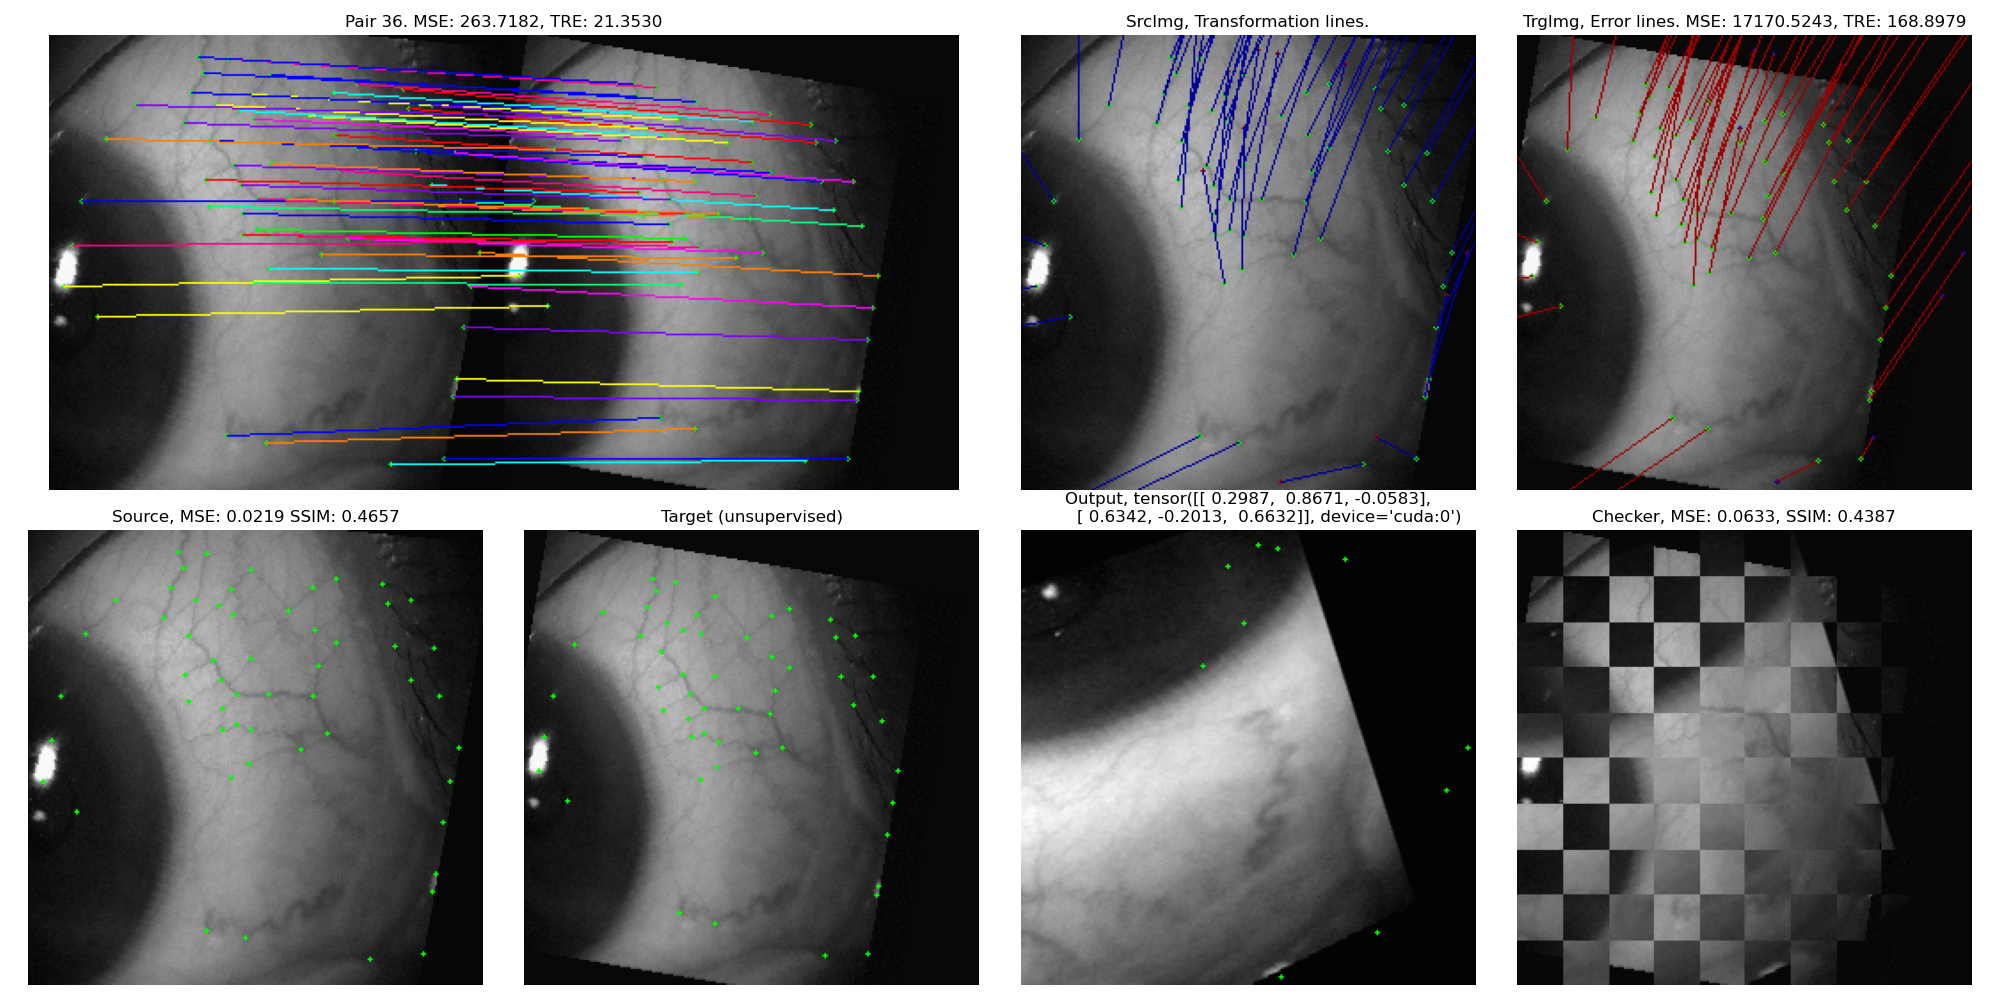 Pair 36. MSE: 263.7182, TRE: 21.3530
SrcImg, Transformation lines.
TrgImg, Error lines. MSE: 17170.5243, TRE: 168.8979
Source, MSE: 0.0219 SSIM: 0.4657
Target (unsupervised)
Output, tensor([[ 0.2987,  0.8671, -0.0583],
[ 0.6342, -0.2013,  0.6632]], device='cuda:0')
Checker, MSE: 0.0633, SSIM: 0.4387